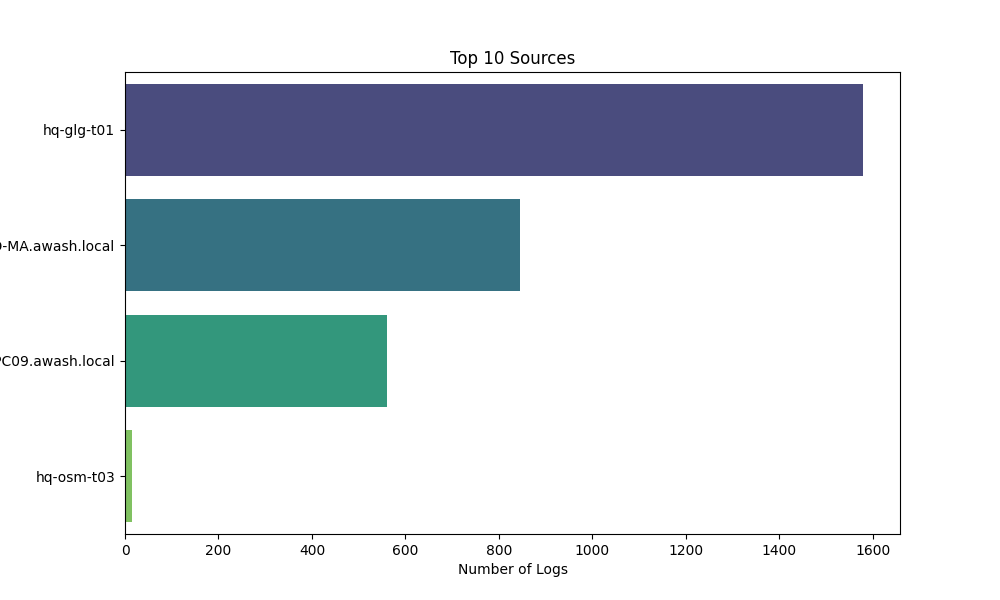 Top 10 Sources
hq-glg-t01
-MA.awash.local
C09.awash.local
hq-osm-t03
0 200 400 600 800 1000 1200 1400 1600
Number of Logs